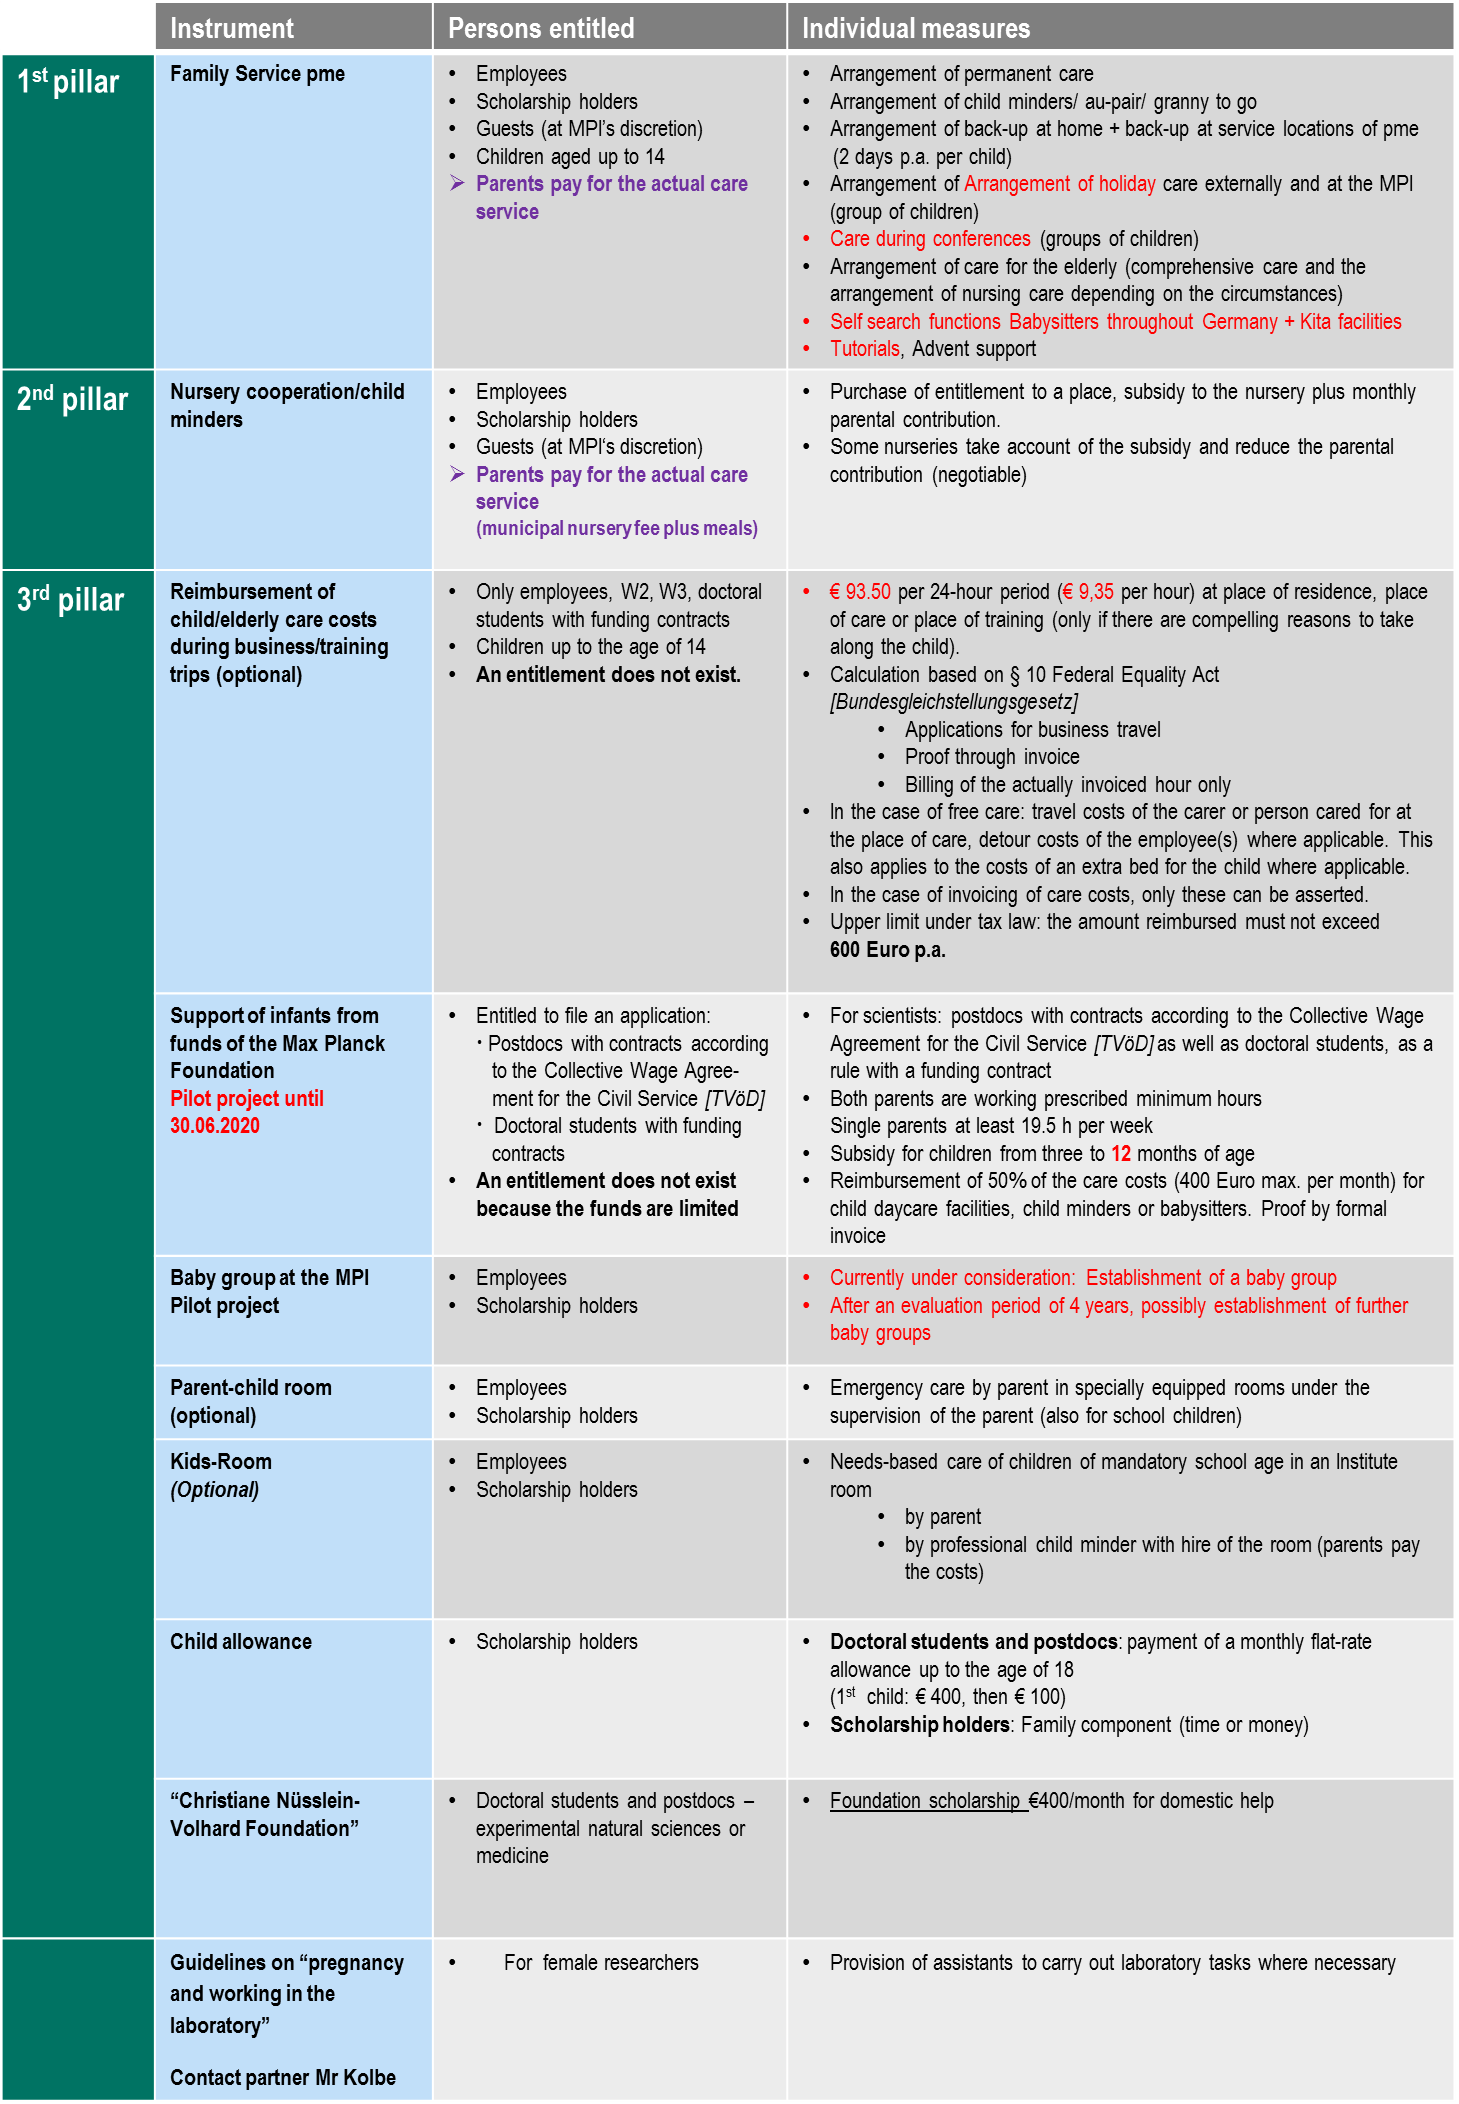 Instrument
Persons entitled
Individual measures
1st pillar
Family Service pme
• Employees
• Scholarship holders
• Guests (at MPI's discretion)
• Children aged up to 14
➢ Parents pay for the actual care
service
• Arrangement of permanent care
• Arrangement of child minders/ au-pair/ granny to go
• Arrangement of back-up at home + back-up at service locations of pme
(2 days p.a. per child)
• Arrangement of Arrangement of holiday care externally and at the MPI
(group of children)
• Care during conferences (groups of children)
• Arrangement of care for the elderly (comprehensive care and the
arrangement of nursing care depending on the circumstances)
• Self search functions Babysitters throughout Germany + Kita facilities
• Tutorials, Advent support
2nd pillar
Nursery cooperation/child
minders
• Employees
• Scholarship holders
• Guests (at MPI's discretion)
➢ Parents pay for the actual care
service
(municipal nursery fee plus meals)
• Purchase of entitlement to a place, subsidy to the nursery plus monthly
parental contribution.
• Some nurseries take account of the subsidy and reduce the parental
contribution (negotiable)
3rd pillar
Reimbursement of
child/elderly care costs
during business/training
trips (optional)
• Only employees, W2, W3, doctoral
students with funding contracts
• Children up to the age of 14
• An entitlement does not exist.
• € 93.50 per 24-hour period (€ 9,35 per hour) at place of residence, place
of care or place of training (only if there are compelling reasons to take
along the child).
• Calculation based on § 10 Federal Equality Act
[Bundesgleichstellungsgesetz]
• Applications for business travel
• Proof through invoice
• Billing of the actually invoiced hour only
• In the case of free care: travel costs of the carer or person cared for at
the place of care, detour costs of the employee(s) where applicable. This
also applies to the costs of an extra bed for the child where applicable.
• In the case of invoicing of care costs, only these can be asserted.
• Upper limit under tax law: the amount reimbursed must not exceed
600 Euro p.a.
Support of infants from
funds of the Max Planck
Foundation
Pilot project until
30.06.2020
• Entitled to file an application:
· Postdocs with contracts according
to the Collective Wage Agree-
ment for the Civil Service [TVöD]
· Doctoral students with funding
contracts
• An entitlement does not exist
because the funds are limited
• For scientists: postdocs with contracts according to the Collective Wage
Agreement for the Civil Service [TVöD] as well as doctoral students, as a
rule with a funding contract
• Both parents are working prescribed minimum hours
Single parents at least 19.5 h per week
• Subsidy for children from three to 12 months of age
• Reimbursement of 50% of the care costs (400 Euro max. per month) for
child daycare facilities, child minders or babysitters. Proof by formal
invoice
Baby group at the MPI
Pilot project
• Employees
• Scholarship holders
• Currently under consideration: Establishment of a baby group
• After an evaluation period of 4 years, possibly establishment of further
baby groups
Parent-child room
(optional)
• Employees
• Scholarship holders
• Emergency care by parent in specially equipped rooms under the
supervision of the parent (also for school children)
Kids-Room
(Optional)
• Employees
• Scholarship holders
• Needs-based care of children of mandatory school age in an Institute
room
• by parent
• by professional child minder with hire of the room (parents pay
the costs)
Child allowance
• Scholarship holders
• Doctoral students and postdocs: payment of a monthly flat-rate
allowance up to the age of 18
(1st child: € 400, then € 100)
• Scholarship holders: Family component (time or money)
“Christiane Nüsslein-
Volhard Foundation”
• Doctoral students and postdocs –
experimental natural sciences or
medicine
• Foundation scholarship €400/month for domestic help
Guidelines on “pregnancy
and working in the
laboratory”
Contact partner Mr Kolbe
• For female researchers
• Provision of assistants to carry out laboratory tasks where necessary